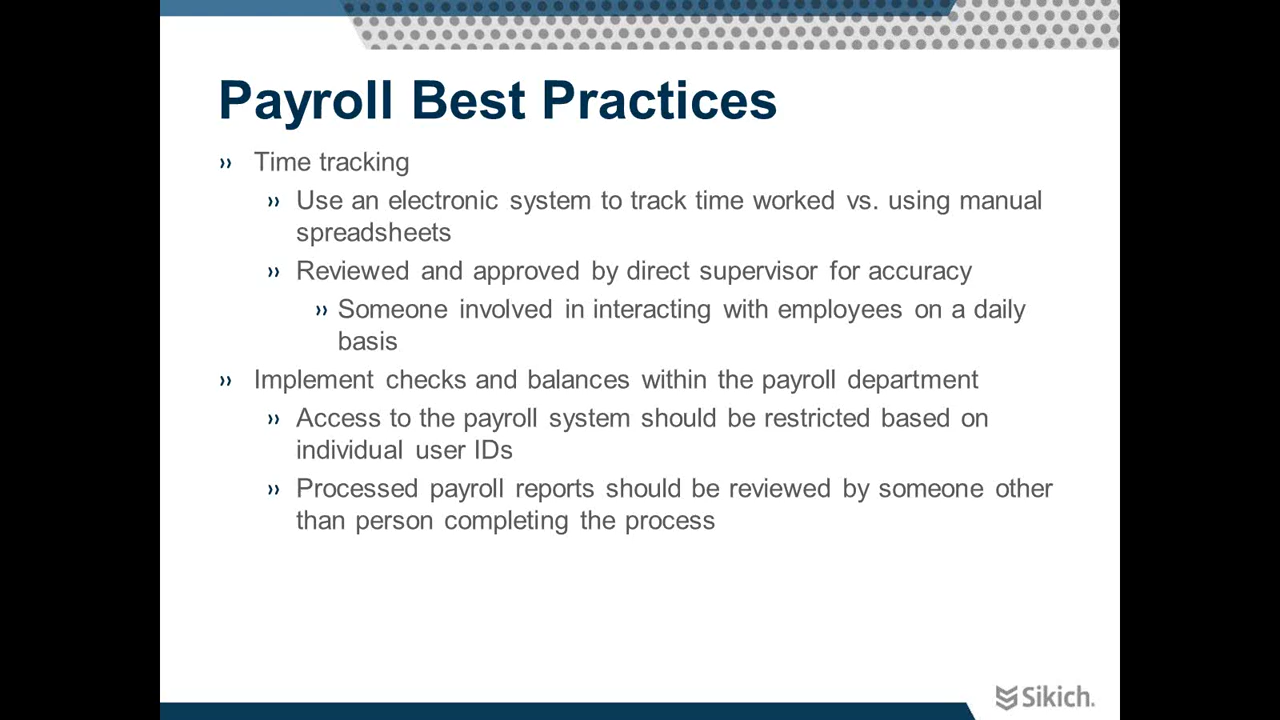 Payroll Best Practices
» Time tracking
» Use an electronic system to track time worked vs. using manual
spreadsheets
» Reviewed and approved by direct supervisor for accuracy
» Someone involved in interacting with employees on a daily
basis
» Implement checks and balances within the payroll department
» Access to the payroll system should be restricted based on
individual user IDs
» Processed payroll reports should be reviewed by someone other
than person completing the process
Sikich.